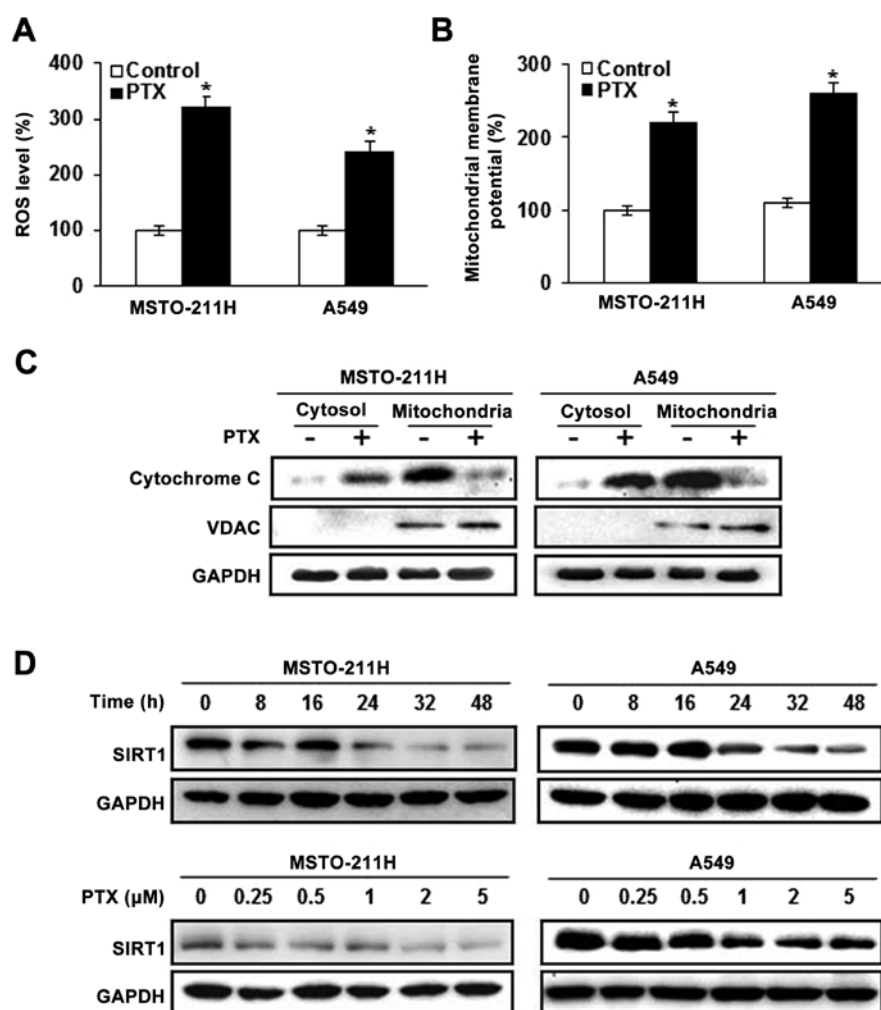 A
ROS level (%)
400
300
200
100
0
Control
PTX
*
*
MSTO-211H A549
B
Mitochondrial membrane
potential (%)
300
200
100
0
Control
PTX
*
*
MSTO-211H A549
C
MSTO-211H A549
Cytosol Mitochondria Cytosol Mitochondria
PTX - + - + - + - +
Cytochrome C
VDAC
GAPDH
D
MSTO-211H A549
Time (h) 0 8 16 24 32 48 0 8 16 24 32 48
SIRT1
GAPDH
MSTO-211H A549
PTX (µM) 0 0.25 0.5 1 2 5 0 0.25 0.5 1 2 5
SIRT1
GAPDH